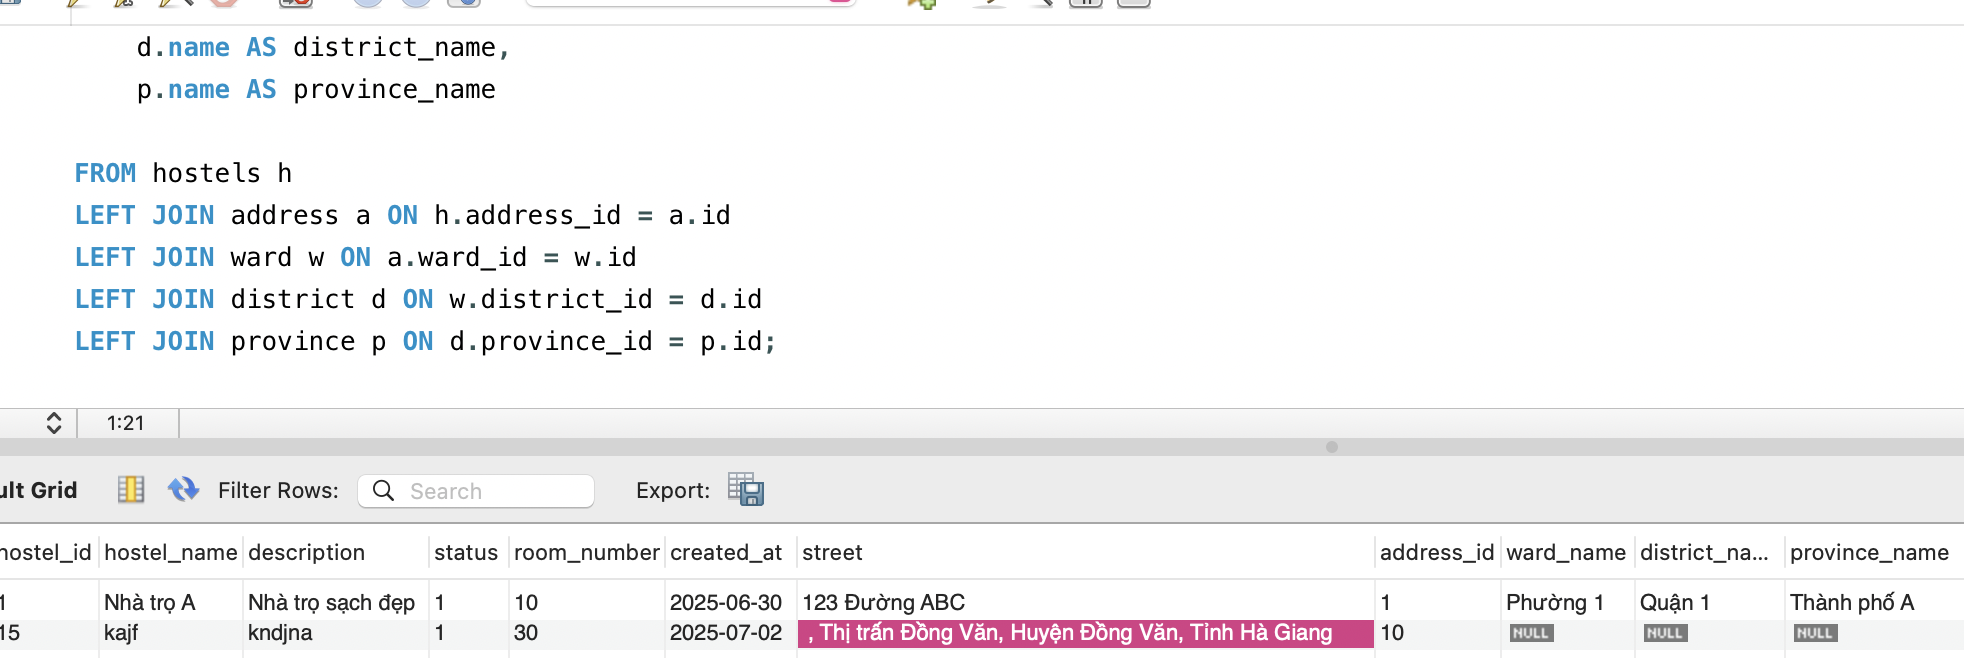 d.name AS district_name,
p.name AS province_name
FROM hostels h
LEFT JOIN address a ON h.address_id = a.id
LEFT JOIN ward w ON a.ward_id = w.id
LEFT JOIN district d ON w.district_id = d.id
LEFT JOIN province p ON d.province_id = p.id;
1:21
ult Grid Filter Rows: Search Export:
hostel_id hostel_name description status room_number created_at street address_id ward_name district_na... province_name
1 Nhà trọ A Nhà trọ sạch đẹp 1 10 2025-06-30 123 Đường ABC 1 Phường 1 Quận 1 Thành phố A
15 kajf kndjna 1 30 2025-07-02 , Thị trấn Đồng Văn, Huyện Đồng Văn, Tỉnh Hà Giang 10 NULL NULL NULL